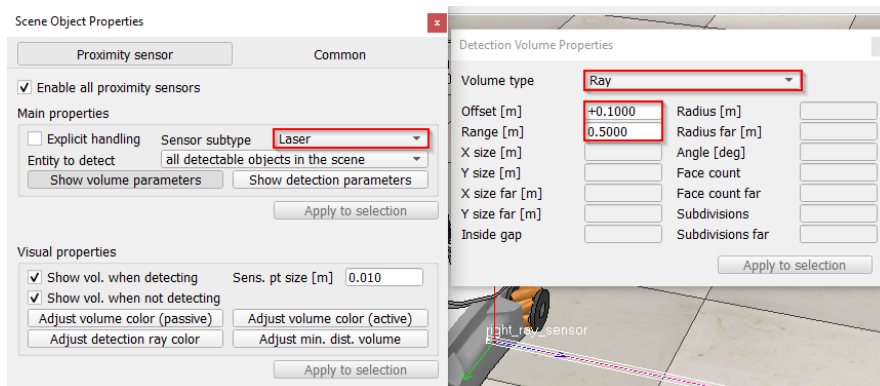 Scene Object Properties
x
Proximity sensor Common
Enable all proximity sensors
Main properties
Explicit handling Sensor subtype Laser
Entity to detect all detectable objects in the scene
Show volume parameters Show detection parameters
Apply to selection
Visual properties
Show vol. when detecting Sens. pt size [m] 0.010
Show vol. when not detecting
Adjust volume color (passive) Adjust volume color (active)
Adjust detection ray color Adjust min. dist. volume
Apply to selection
Detection Volume Properties
Volume type Ray
Offset [m] +0.1000 Radius [m]
Range [m] 0.5000 Radius far [m]
X size [m] Angle [deg]
Y size [m] Face count
X size far [m] Face count far
Y size far [m] Subdivisions
Inside gap Subdivisions far
Apply to selection
right_ray_sensor